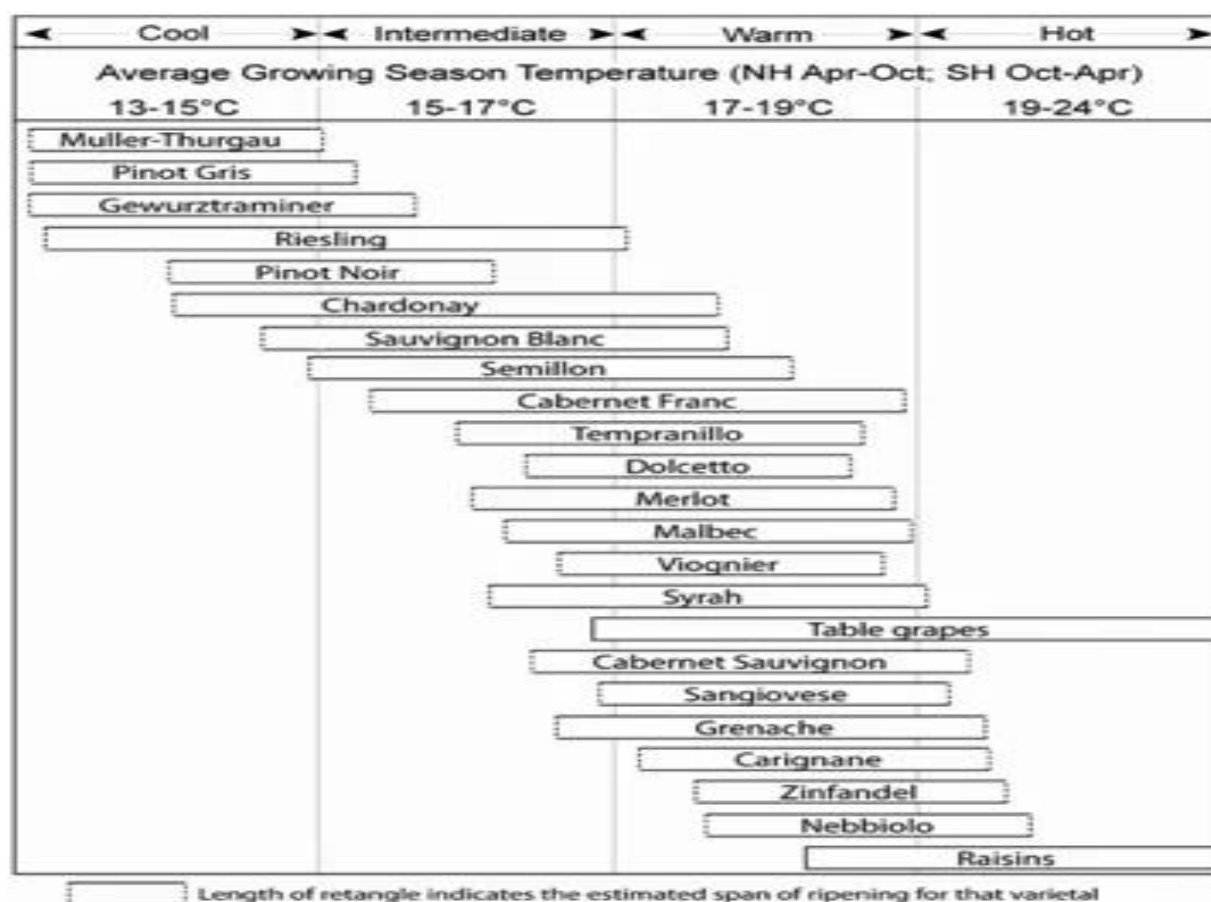 Cool Intermediate Warm Hot
Average Growing Season Temperature (NH Apr-Oct; SH Oct-Apr)
13-15°C 15-17°C 17-19°C 19-24°C
Muller-Thurgau
Pinot Gris
Gewurztraminer
Riesling
Pinot Noir
Chardonay
Sauvignon Blanc
Semillon
Cabernet Franc
Tempranillo
Dolcetto
Merlot
Malbec
Viognier
Syrah
Table grapes
Cabernet Sauvignon
Sangiovese
Grenache
Carignane
Zinfandel
Nebbiolo
Raisins
Length of retangle indicates the estimated span of ripening for that varietal